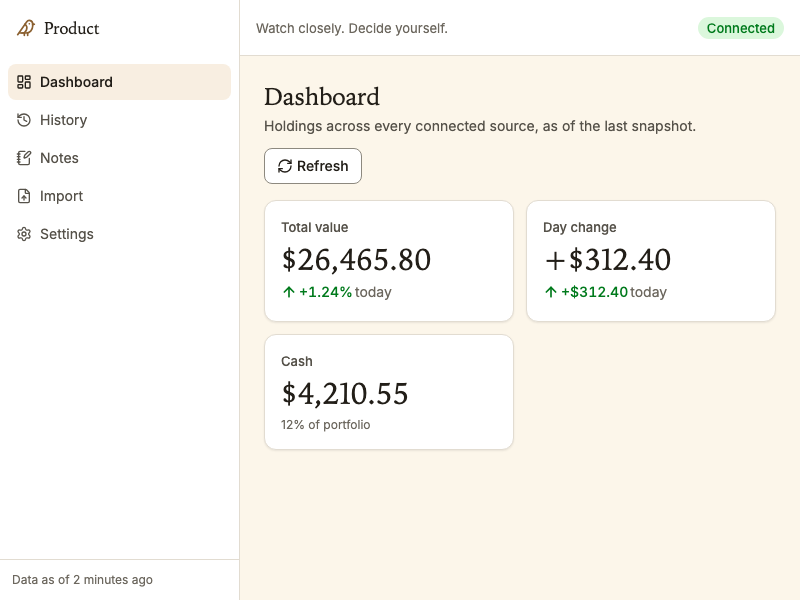 Product
Dashboard
History
Notes
Import
Settings
Data as of 2 minutes ago
Watch closely. Decide yourself.
Connected
Dashboard
Holdings across every connected source, as of the last snapshot.
Refresh
Total value
$26,465.80
+1.24% today
Day change
+$312.40
+$312.40 today
Cash
$4,210.55
12% of portfolio